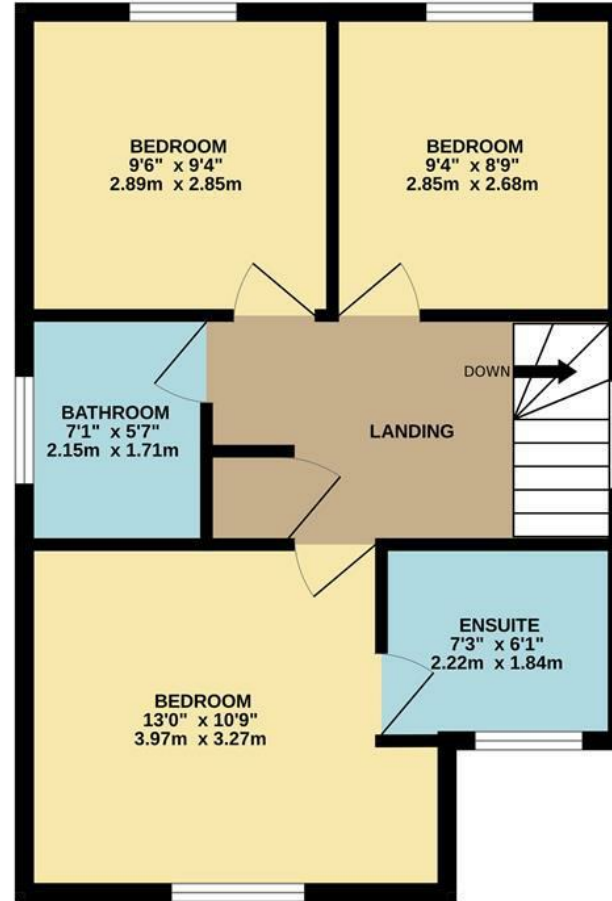 BEDROOM
9'6" x 9'4"
2.89m x 2.85m
BEDROOM
9'4" x 8'9"
2.85m x 2.68m
DOWN
BATHROOM
7'1" x 5'7"
2.15m x 1.71m
LANDING
ENSUITE
7'3" x 6'1"
2.22m x 1.84m
BEDROOM
13'0" x 10'9"
3.97m x 3.27m